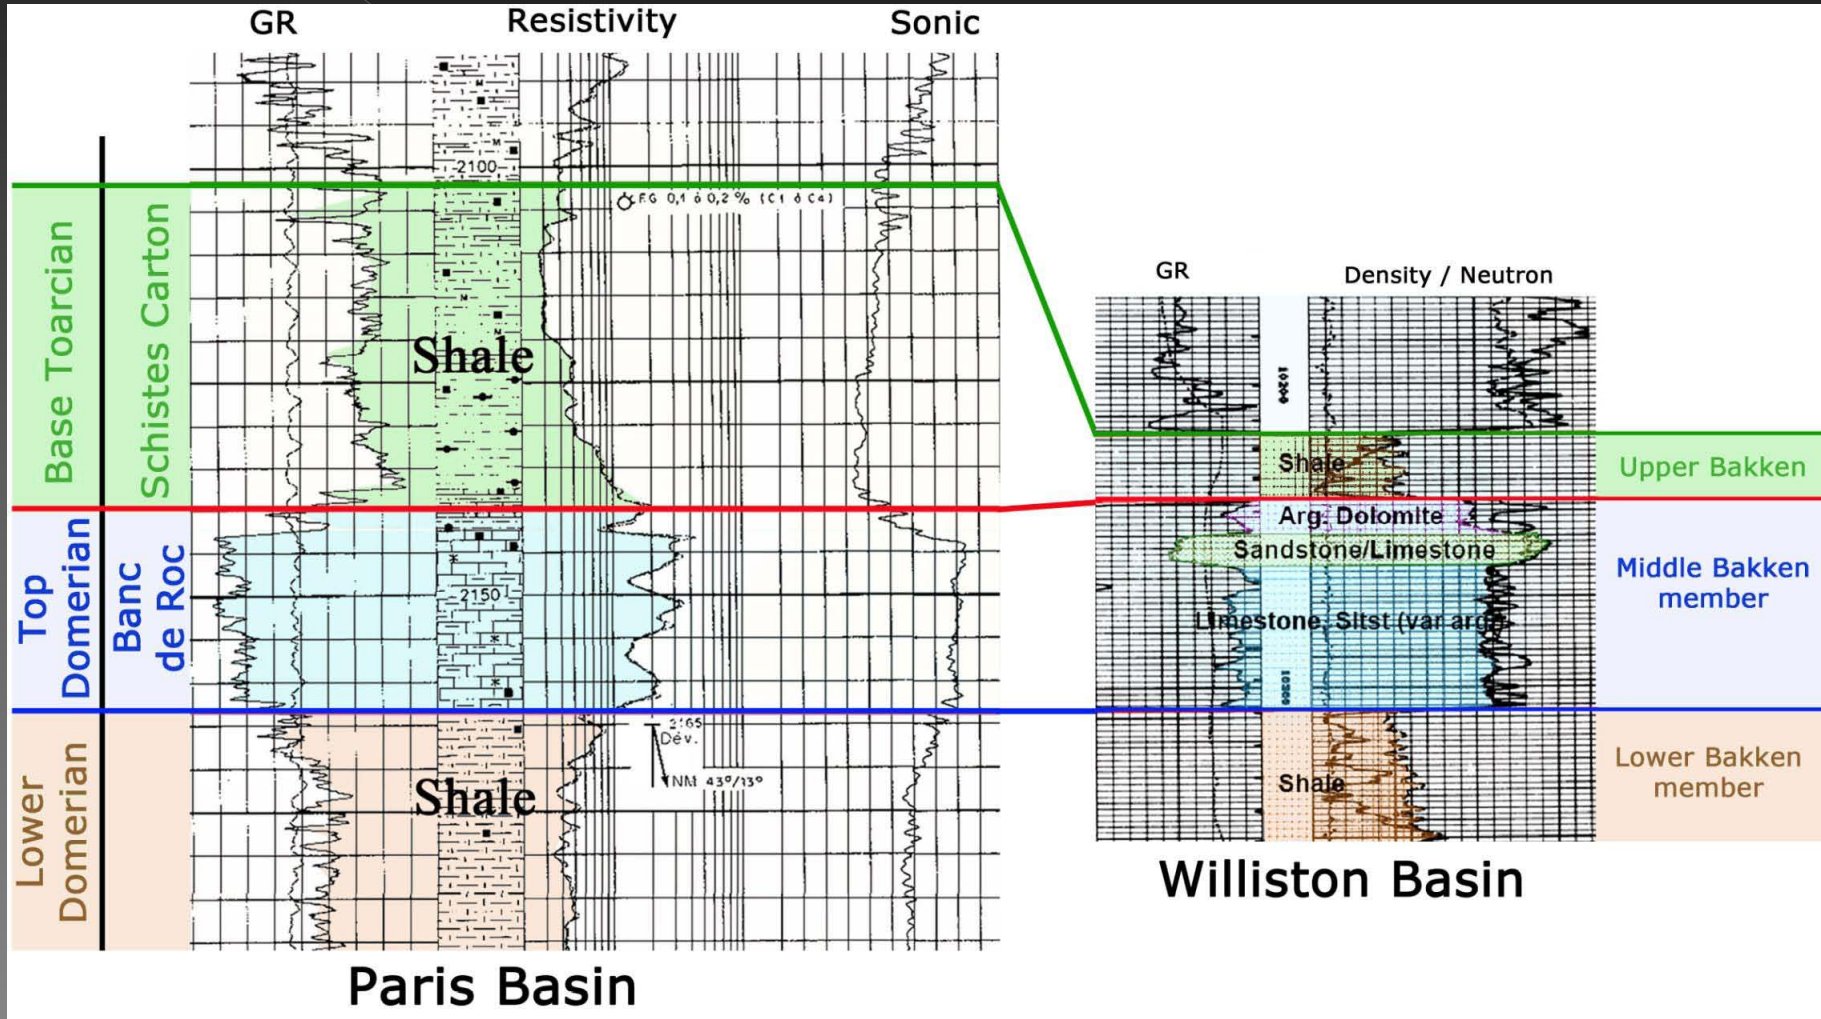 GR
Resistivity
Sonic
2100
F.G 0,1 à 0,2 % (C1 à C4)
Base Toarcian
Schistes Carton
Shale
Top
Domerian
Banc
de Roc
2150
2165
Dév.
NM 43°/13°
Lower
Domerian
Shale
Paris Basin
GR
Density / Neutron
10200
Shale
Upper Bakken
Arg. Dolomite
Sandstone/Limestone
Limestone, Sltst (var arg)
Middle Bakken
member
Shale
Lower Bakken
member
Williston Basin